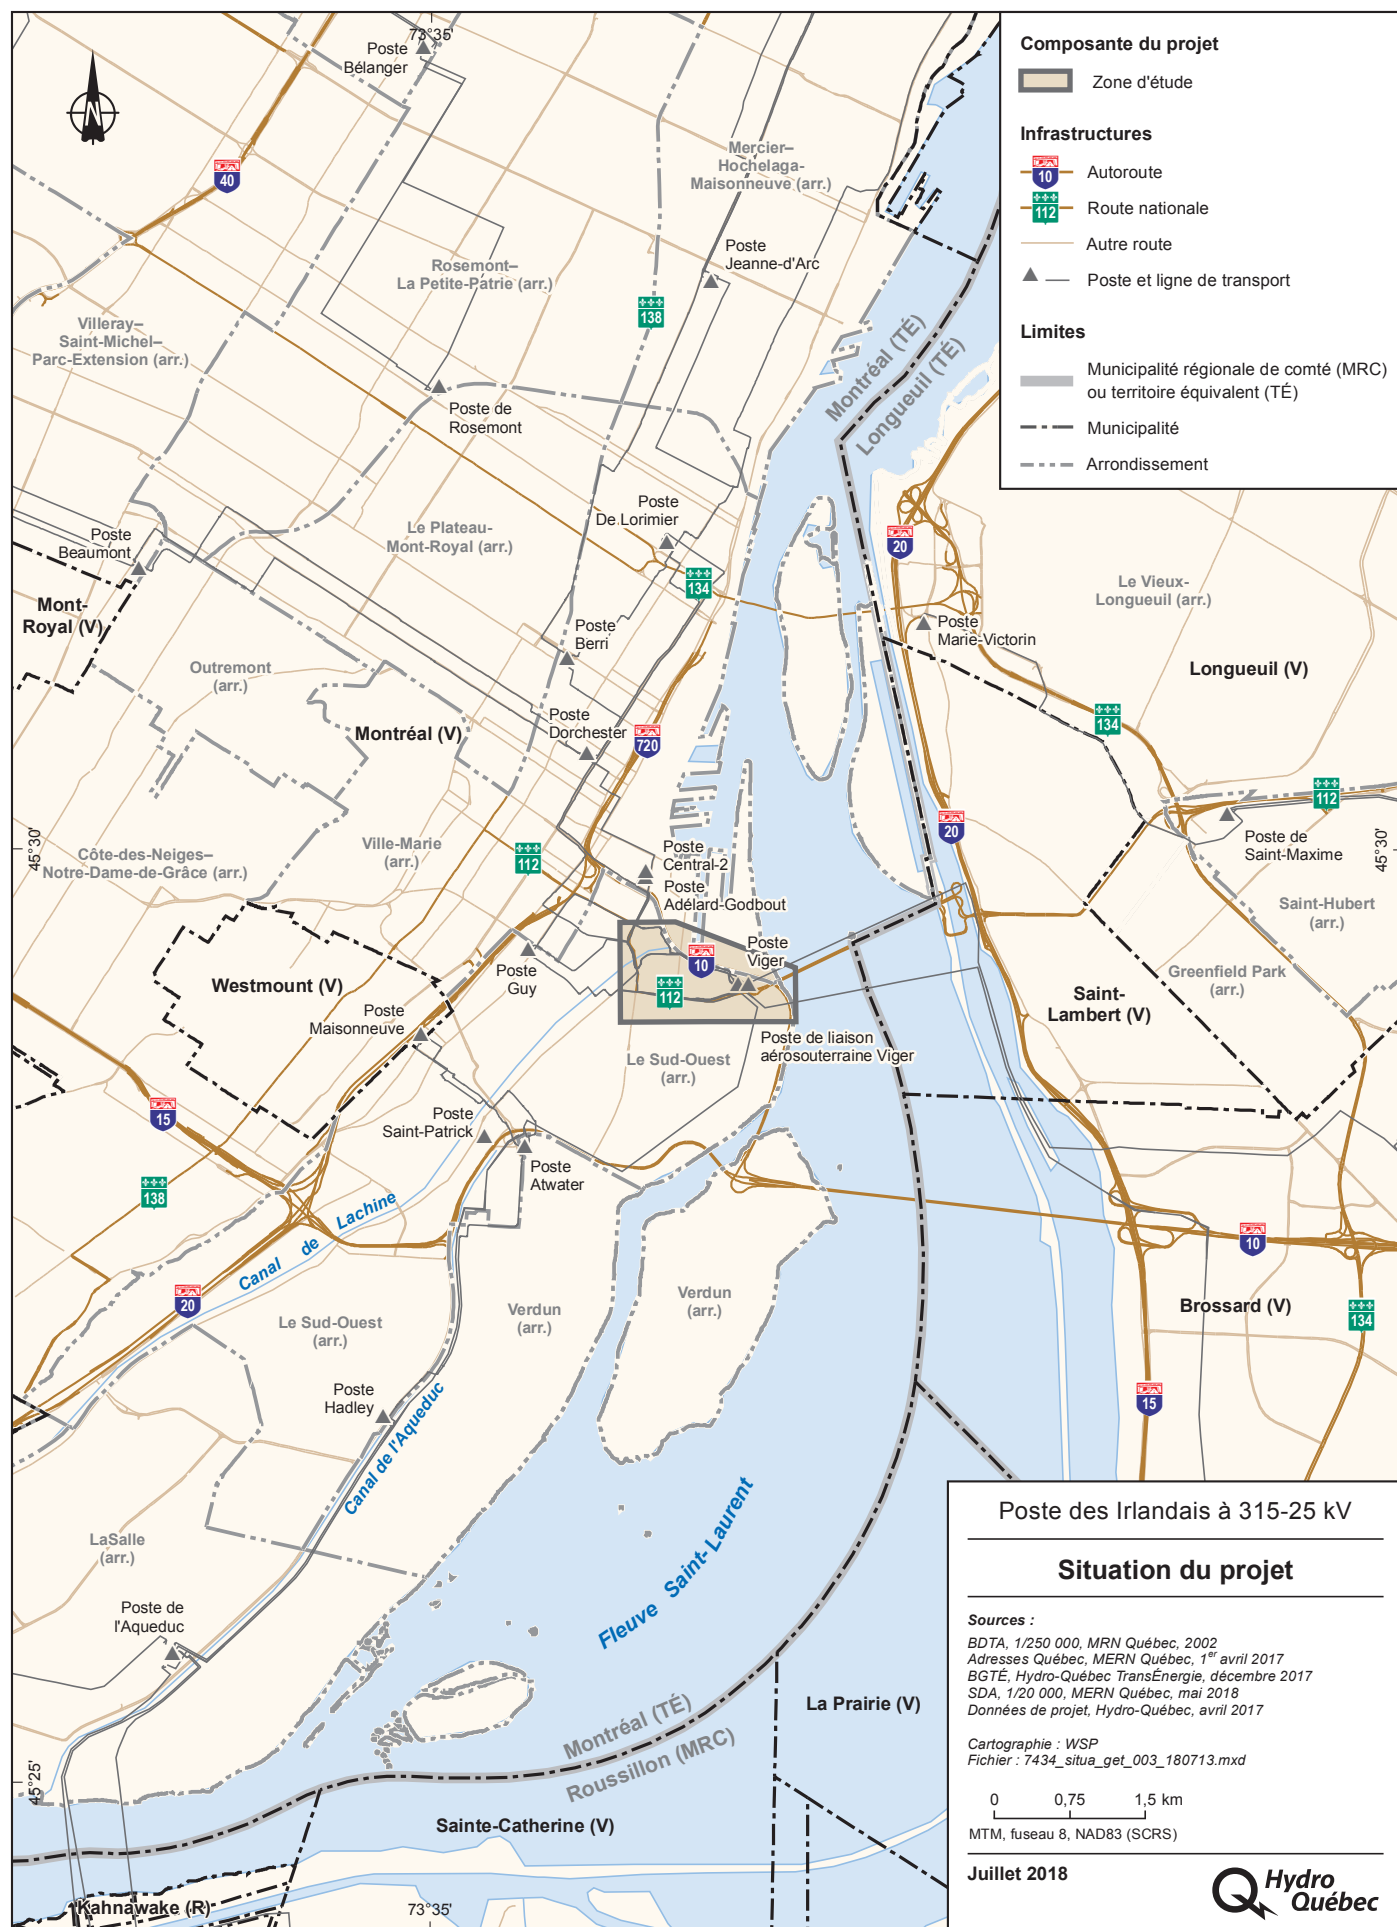 73°35'
Poste
Bélanger
N
40
Mercier–
Hochelaga-
Maisonneuve (arr.)
Poste
Jeanne-d'Arc
Rosemont–
La Petite-Patrie (arr.)
138
Villeray–
Saint-Michel–
Parc-Extension (arr.)
Montréal (TÉ)
Longueuil (TÉ)
Poste de
Rosemont
Poste
De Lorimier
Le Plateau-
Mont-Royal (arr.)
Poste
Beaumont
20
134
Le Vieux-
Longueuil (arr.)
Mont-
Royal (V)
Poste
Berri
Poste
Marie-Victorin
Outremont
(arr.)
Longueuil (V)
Poste
Dorchester
134
Montréal (V)
720
112
20
Ville-Marie
(arr.)
45°30'
112
Poste
Central-2
Poste de
Saint-Maxime
45°30'
Côte-des-Neiges–
Notre-Dame-de-Grâce (arr.)
Poste
Adélard-Godbout
Saint-Hubert
(arr.)
Poste
Viger
10
Poste
Guy
112
Westmount (V)
Greenfield Park
(arr.)
Saint-
Lambert (V)
Poste
Maisonneuve
Poste de liaison
aérosouterraine Viger
Le Sud-Ouest
(arr.)
15
Poste
Saint-Patrick
Poste
Atwater
138
Canal de Lachine
10
20
Verdun
(arr.)
Verdun
(arr.)
Brossard (V)
134
Le Sud-Ouest
(arr.)
Poste
Hadley
15
Canal de l'Aqueduc
Fleuve Saint-Laurent
LaSalle
(arr.)
Poste de
l'Aqueduc
La Prairie (V)
Montréal (TÉ)
Roussillon (MRC)
45°25'
Sainte-Catherine (V)
Kahnawake (R)
73°35'
Composante du projet
Zone d'étude
Infrastructures
10
Autoroute
112
Route nationale
Autre route
Poste et ligne de transport
Limites
Municipalité régionale de comté (MRC)
ou territoire équivalent (TÉ)
Municipalité
Arrondissement
Poste des Irlandais à 315-25 kV
Situation du projet
Sources :
BDTA, 1/250 000, MRN Québec, 2002
Adresses Québec, MERN Québec, 1er avril 2017
BGTÉ, Hydro-Québec TransÉnergie, décembre 2017
SDA, 1/20 000, MERN Québec, mai 2018
Données de projet, Hydro-Québec, avril 2017
Cartographie : WSP
Fichier : 7434_situa_get_003_180713.mxd
0 0,75 1,5 km
MTM, fuseau 8, NAD83 (SCRS)
Juillet 2018
Hydro
Québec